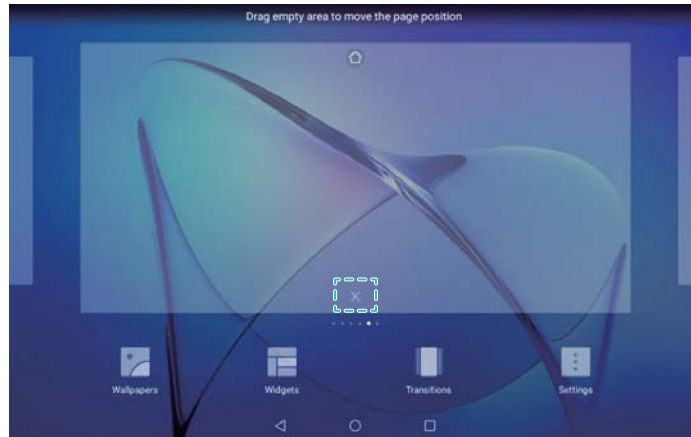 Drag empty area to move the page position
Wallpapers
Widgets
Transitions
Settings